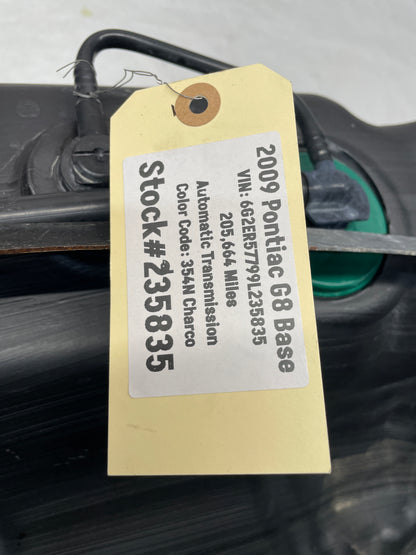 2009 Pontiac G8 Base
VIN: 6G2ER57799L235835
205,664 Miles
Automatic Transmission
Color Code: 354N Charco
Stock#235835